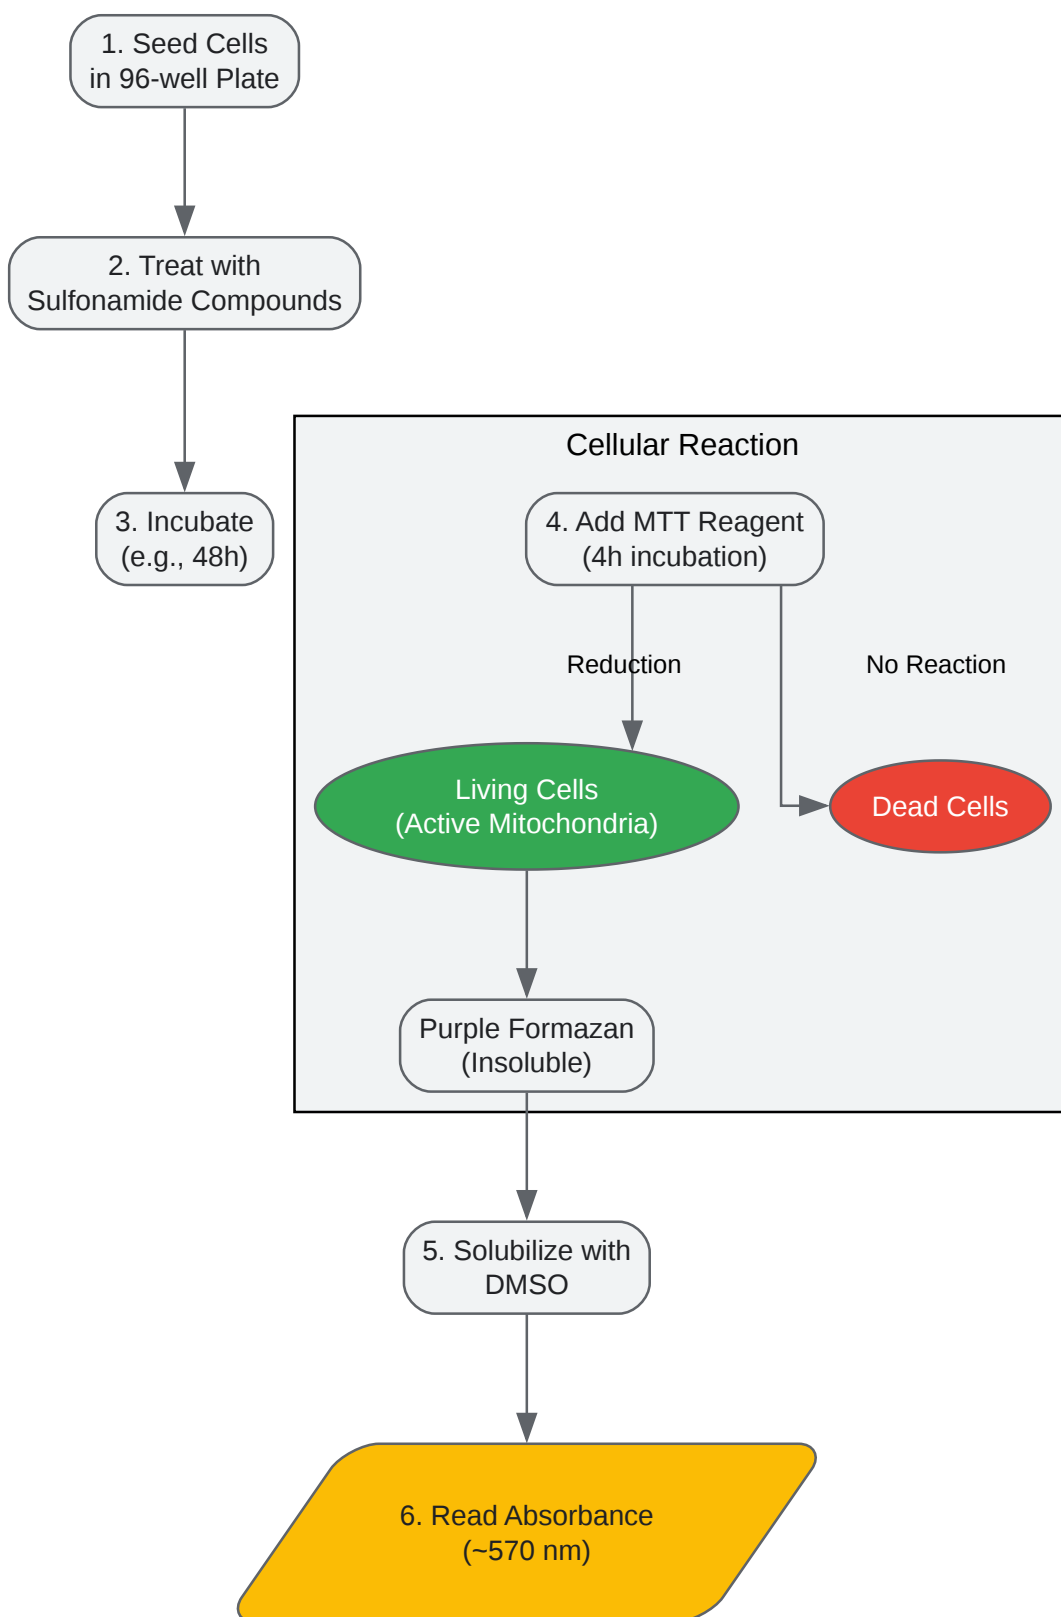 1. Seed Cells
in 96-well Plate
2. Treat with
Sulfonamide Compounds
Cellular Reaction
3. Incubate
(e.g., 48h)
4. Add MTT Reagent
(4h incubation)
Reduction
No Reaction
Living Cells
(Active Mitochondria)
Dead Cells
Purple Formazan
(Insoluble)
5. Solubilize with
DMSO
6. Read Absorbance
(~570 nm)